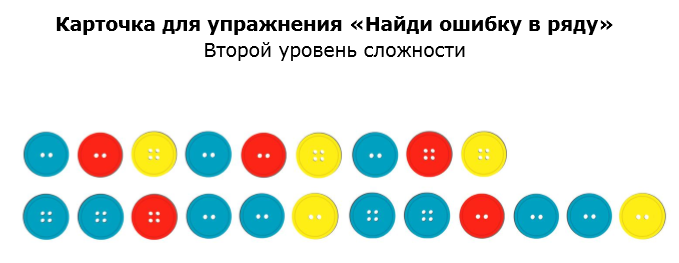 Карточка для упражнения «Найди ошибку в ряду»
Второй уровень сложности